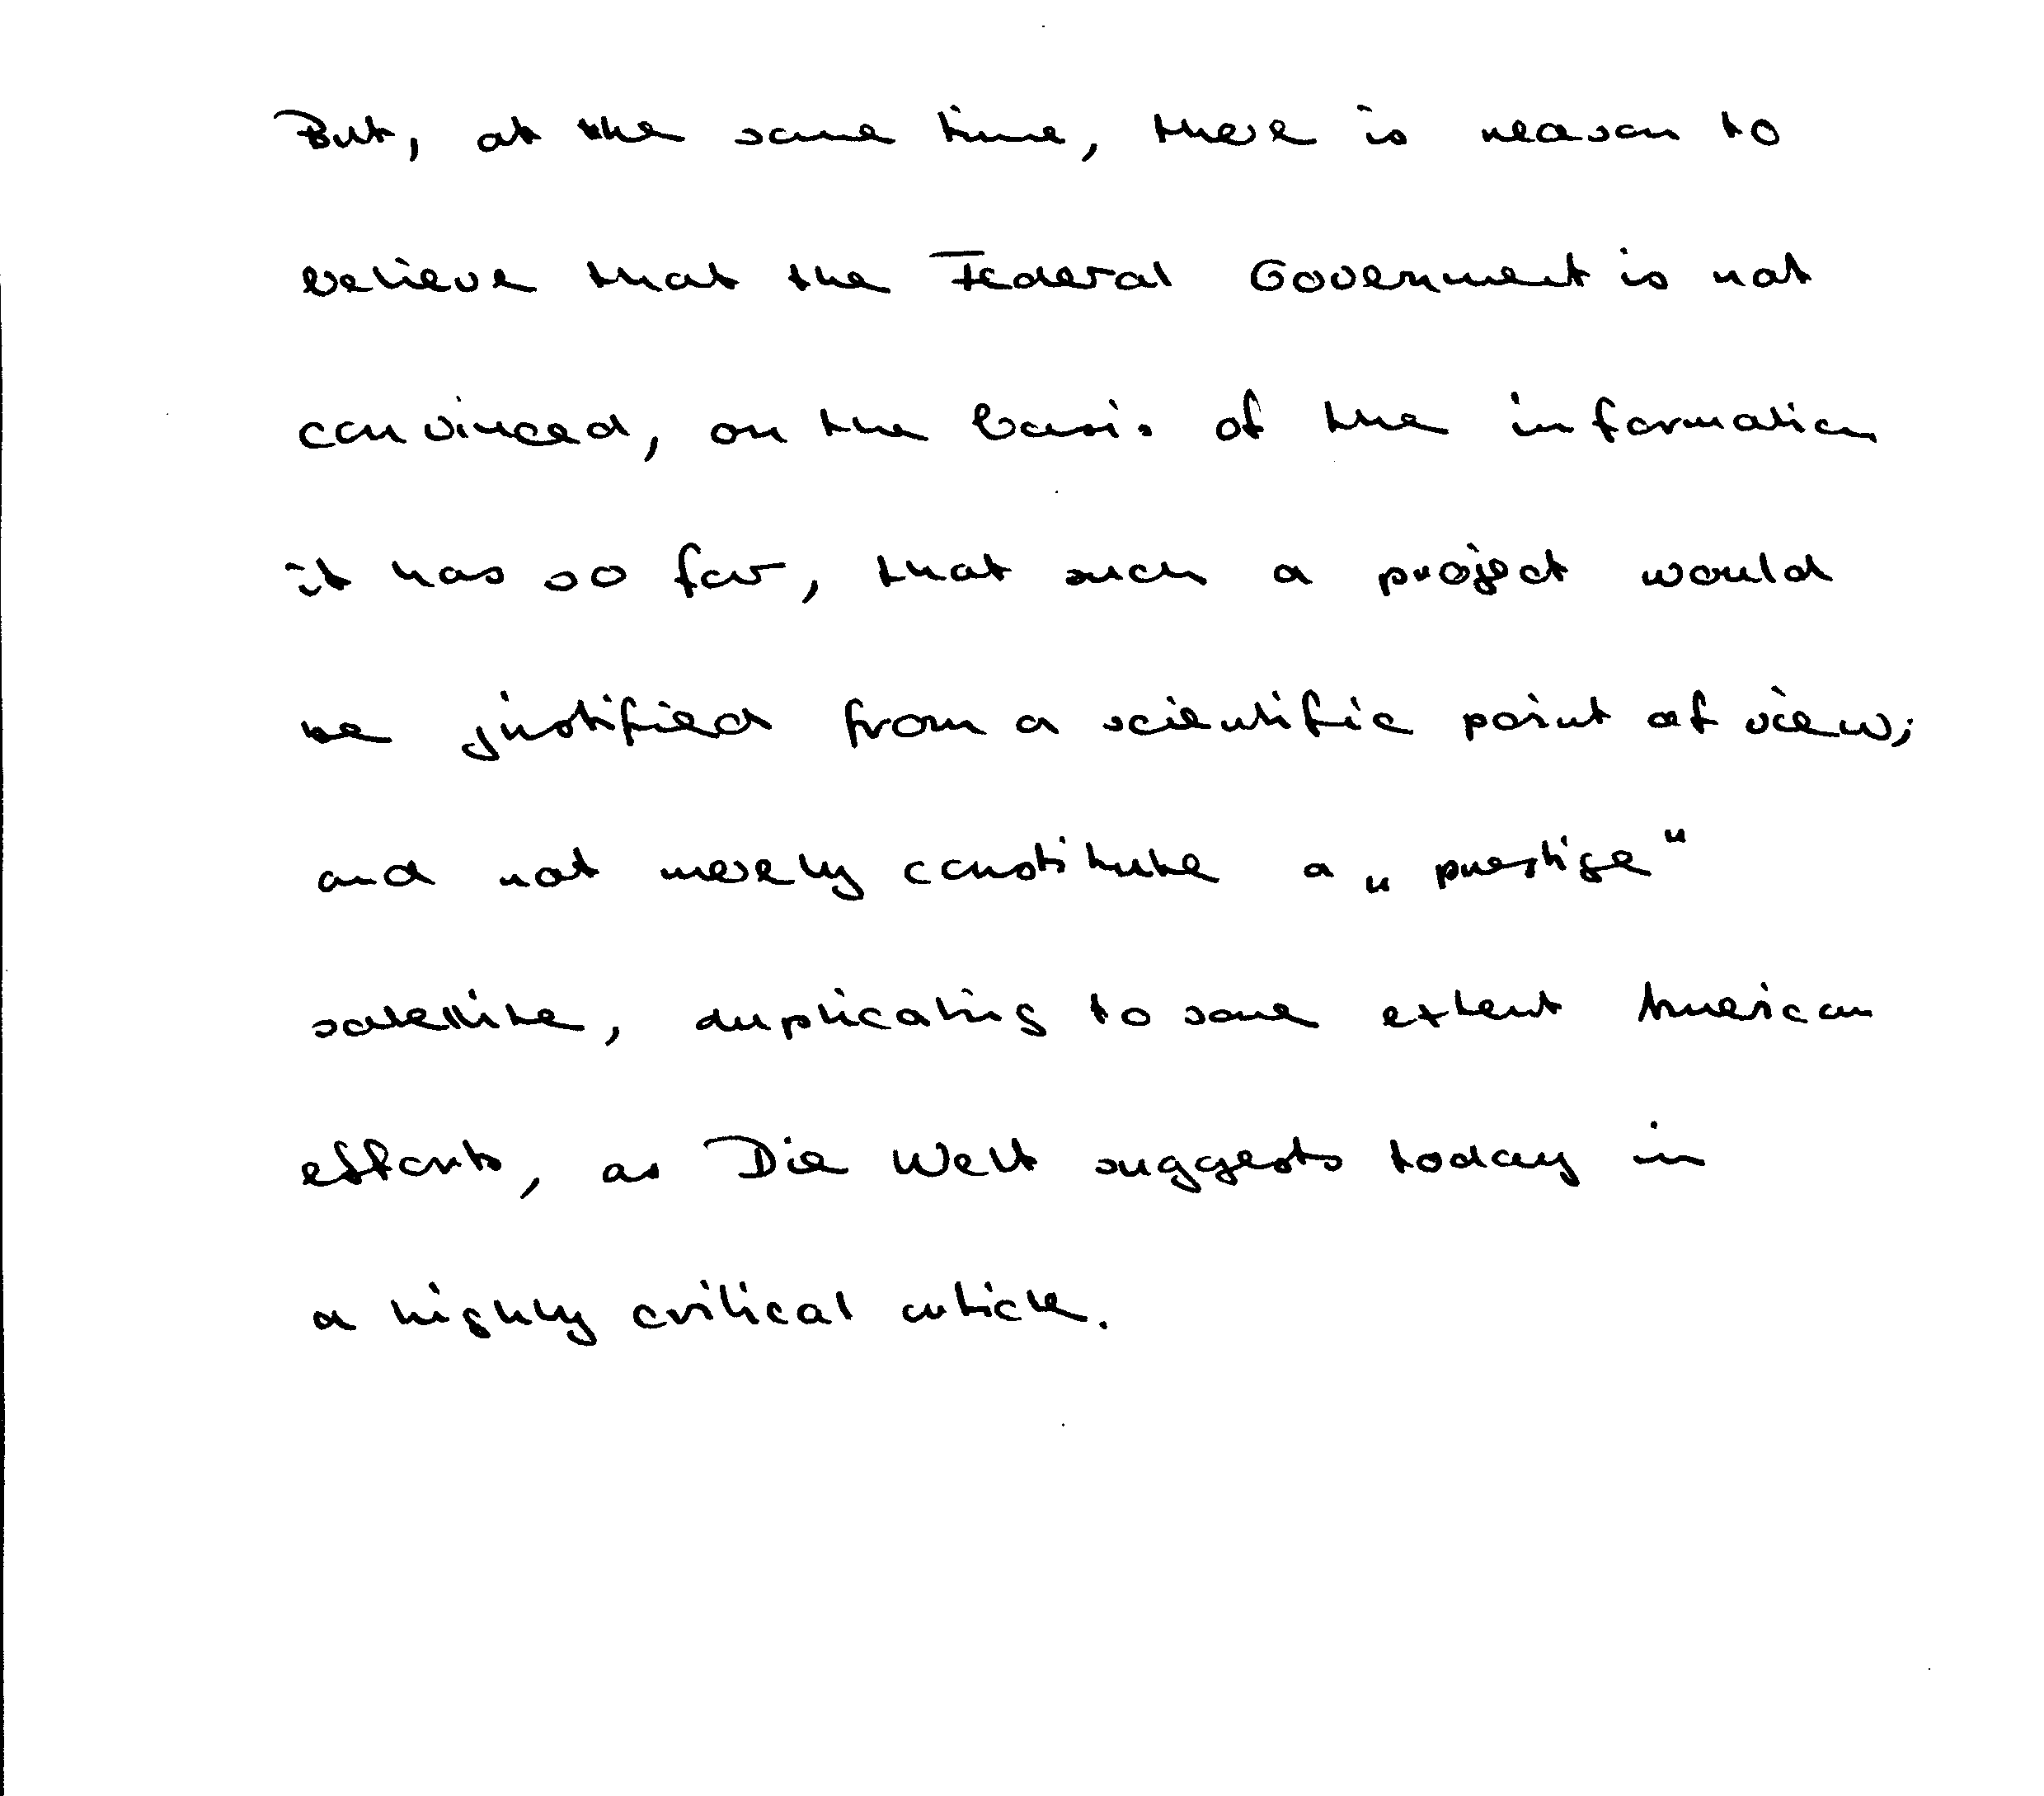 But, at the same time, there is reason to
believe that the Federal Government is not
convinced, on the basis of the information
it has so far, that such a project would
be justified from a scientific point of view;
and not merely constitute a „prestige"
satellite, duplicating to some extent American
efforts, as Die Welt suggests today in
a highly critical article.